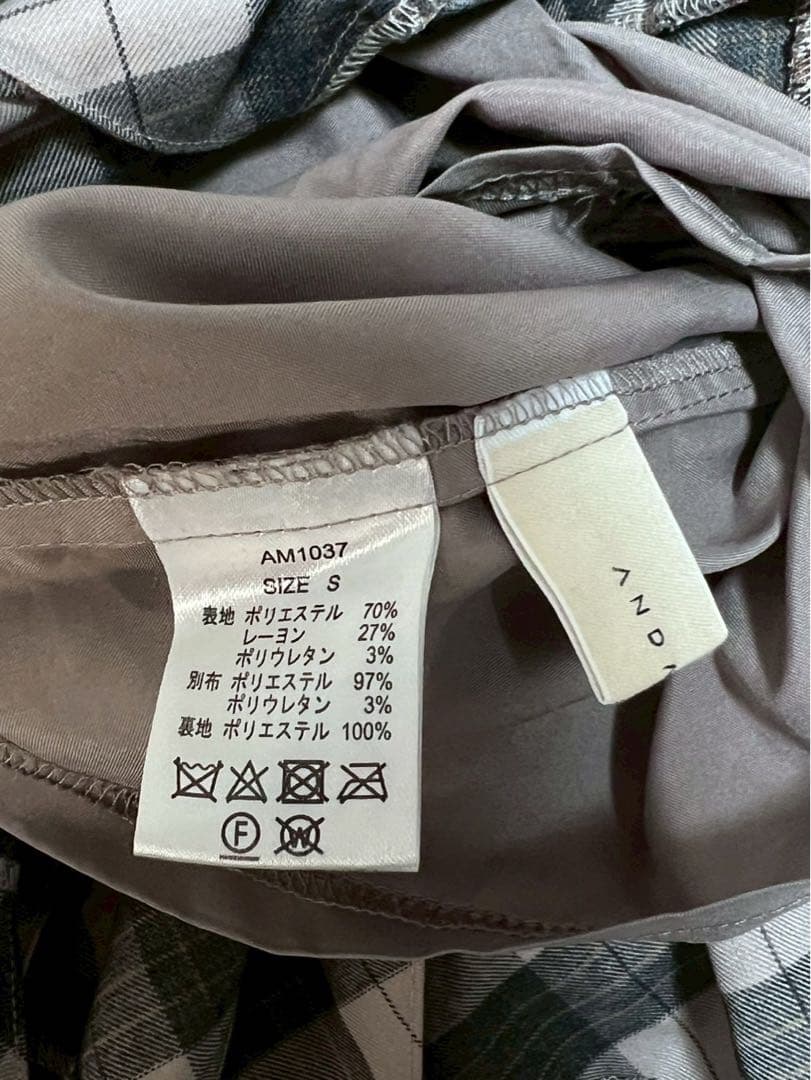 AM1037
SIZE S
表地 ポリエステル 70%
レーヨン 27%
ポリウレタン 3%
別布 ポリエステル 97%
ポリウレタン 3%
裏地 ポリエステル 100%
F
W
AND